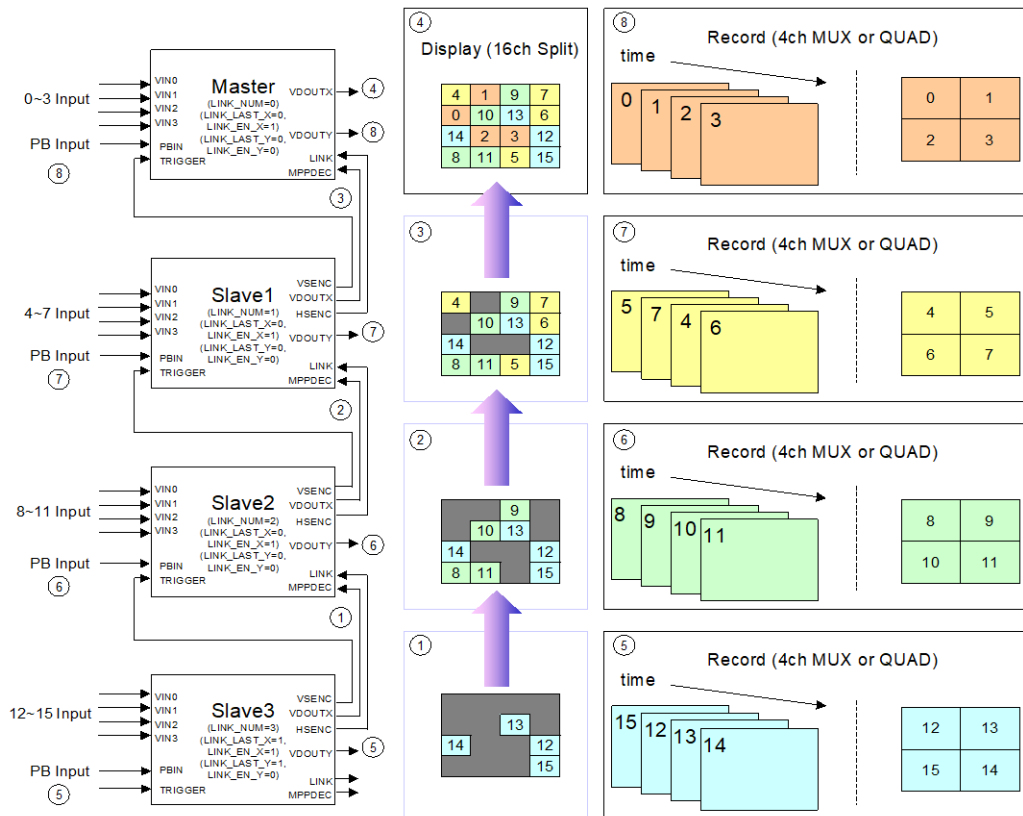 Master
(LINK_NUM=0)
(LINK_LAST_X=0,
LINK_EN_X=1)
(LINK_LAST_Y=0,
LINK_EN_Y=0)
0~3 Input
VIN0
VIN1
VIN2
VIN3
PB Input
8
PBIN
TRIGGER
VDOUTX
4
VDOUTY
8
LINK
MPPDEC
3
Slave1
(LINK_NUM=1)
(LINK_LAST_X=0,
LINK_EN_X=1)
(LINK_LAST_Y=0,
LINK_EN_Y=0)
4~7 Input
VIN0
VIN1
VIN2
VIN3
PB Input
7
PBIN
TRIGGER
VSENC
VDOUTX
HSENC
VDOUTY
7
LINK
MPPDEC
2
Slave2
(LINK_NUM=2)
(LINK_LAST_X=0,
LINK_EN_X=1)
(LINK_LAST_Y=0,
LINK_EN_Y=0)
8~11 Input
VIN0
VIN1
VIN2
VIN3
PB Input
6
PBIN
TRIGGER
VSENC
VDOUTX
HSENC
VDOUTY
6
LINK
MPPDEC
1
Slave3
(LINK_NUM=3)
(LINK_LAST_X=1,
LINK_EN_X=1)
(LINK_LAST_Y=1,
LINK_EN_Y=0)
12~15 Input
VIN0
VIN1
VIN2
VIN3
PB Input
5
PBIN
TRIGGER
VSENC
VDOUTX
HSENC
VDOUTY
5
LINK
MPPDEC
4
Display (16ch Split)
4 1 9 7
0 10 13 6
14 2 3 12
8 11 5 15
3
4 9 7
10 13 6
14 12
8 11 5 15
2
9
10 13
14 12
8 11 15
1
13
14 12
15
8
Record (4ch MUX or QUAD)
time
0 1 2 3
0 1
2 3
7
Record (4ch MUX or QUAD)
time
5 7 4 6
4 5
6 7
6
Record (4ch MUX or QUAD)
time
8 9 10 11
8 9
10 11
5
Record (4ch MUX or QUAD)
time
15 12 13 14
12 13
15 14